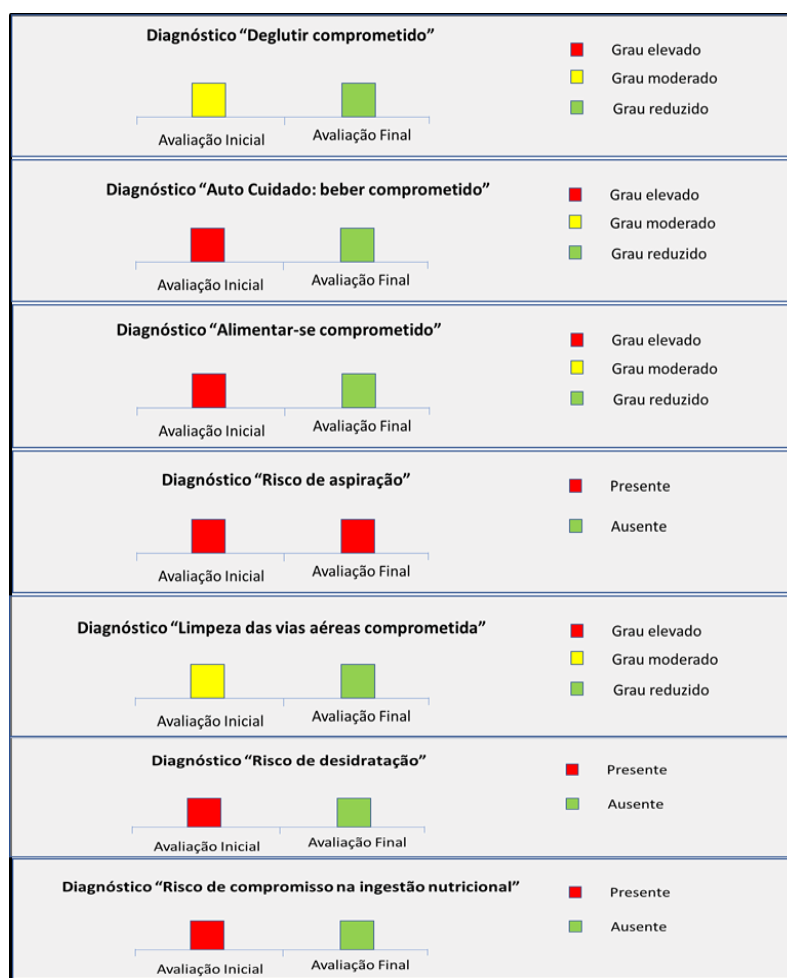 Diagnóstico “Deglutir comprometido”
Grau elevado
Grau moderado
Grau reduzido
Avaliação Inicial
Avaliação Final
Diagnóstico “Auto Cuidado: beber comprometido”
Grau elevado
Grau moderado
Grau reduzido
Avaliação Inicial
Avaliação Final
Diagnóstico “Alimentar-se comprometido”
Grau elevado
Grau moderado
Grau reduzido
Avaliação Inicial
Avaliação Final
Diagnóstico “Risco de aspiração”
Presente
Ausente
Avaliação Inicial
Avaliação Final
Diagnóstico “Limpeza das vias aéreas comprometida”
Grau elevado
Grau moderado
Grau reduzido
Avaliação Inicial
Avaliação Final
Diagnóstico “Risco de desidratação”
Presente
Ausente
Avaliação Inicial
Avaliação Final
Diagnóstico “Risco de compromisso na ingestão nutricional”
Presente
Ausente
Avaliação Inicial
Avaliação Final